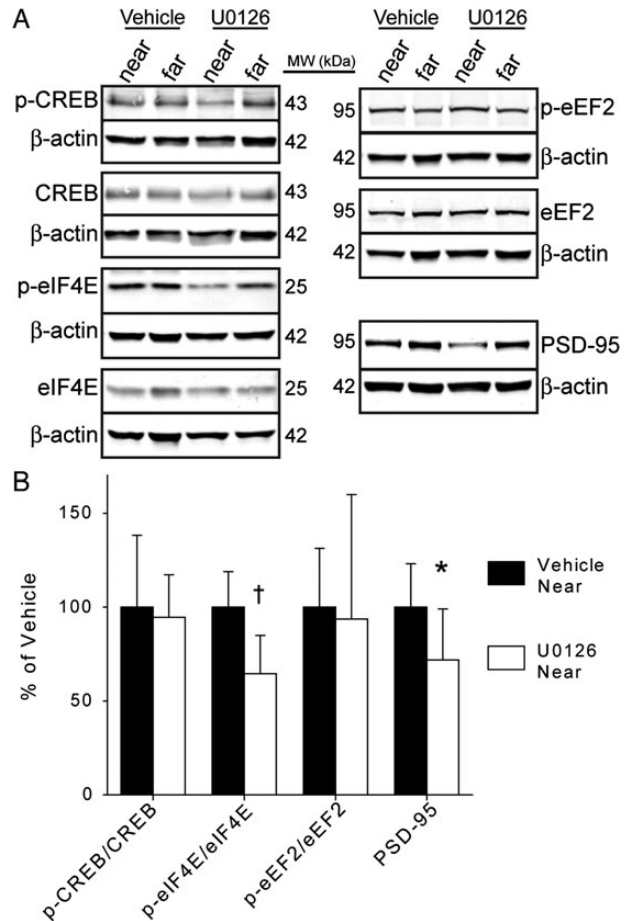 A
Vehicle U0126
near far near far
MW (kDa)
Vehicle U0126
near far near far
p-CREB 43
β-actin 42
CREB 43
β-actin 42
p-eIF4E 25
β-actin 42
eIF4E 25
β-actin 42
95 p-eEF2
42 β-actin
95 eEF2
42 β-actin
95 PSD-95
42 β-actin
B
% of Vehicle
150
100
50
0
†
*
p-CREB/CREB
p-eIF4E/eIF4E
p-eEF2/eEF2
PSD-95
Vehicle
Near
U0126
Near